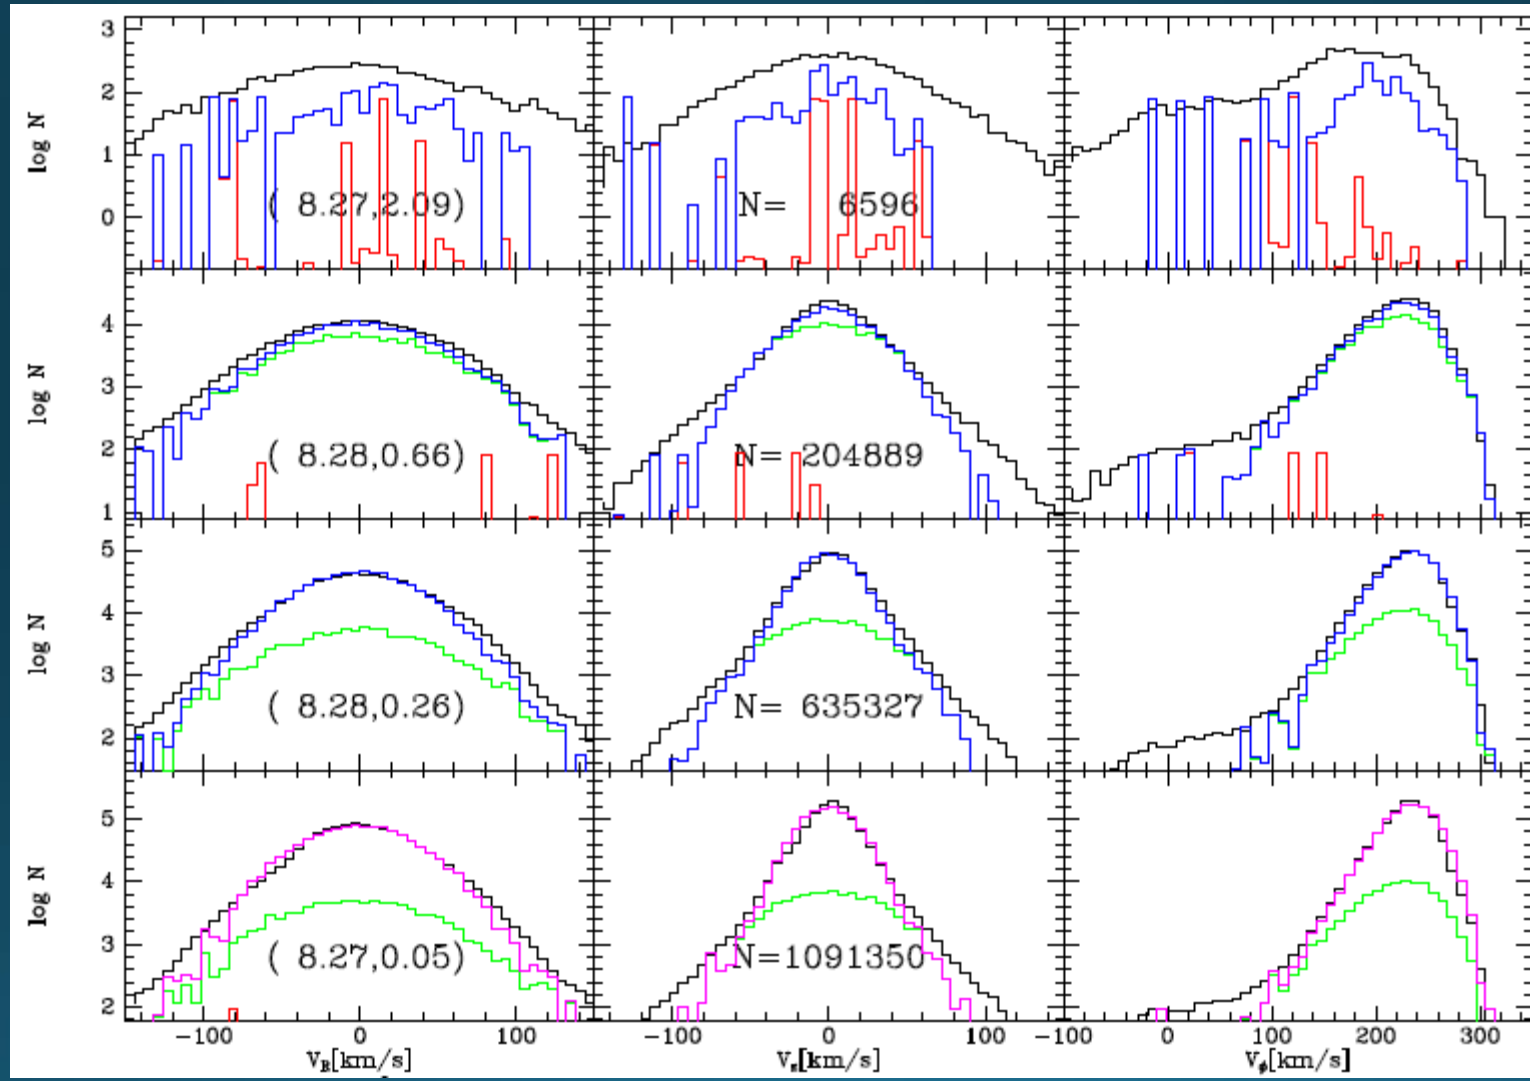 3
2
1
0
log N
( 8.27,2.09)
N= 6596
4
3
2
1
log N
( 8.28,0.66)
N= 204889
5
4
3
2
log N
( 8.28,0.26)
N= 635327
5
4
3
2
log N
( 8.27,0.05)
N=1091350
-100 0 100 -100 0 100 -100 0 100 200 300
V_R[km/s] V_z[km/s] V_ϕ[km/s]